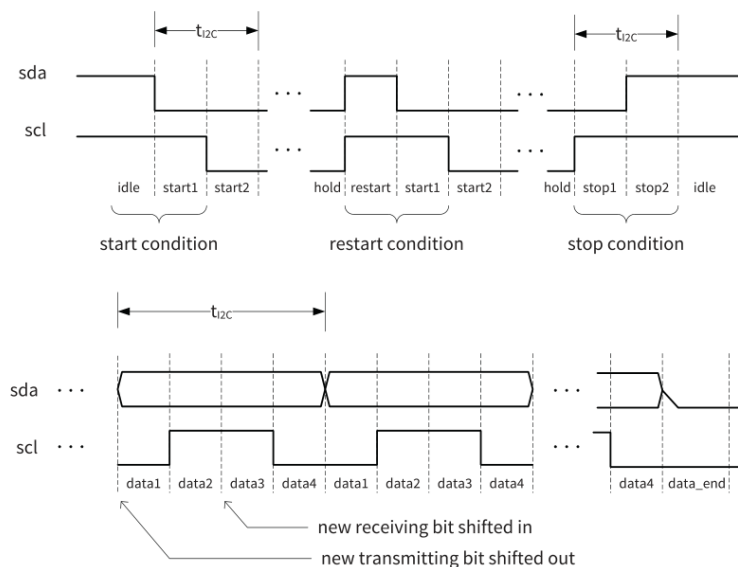 tI2C tI2C
sda ··· ···
scl ··· ···
idle start1 start2 hold restart start1 start2 hold stop1 stop2 idle
start condition restart condition stop condition
tI2C
sda ··· ···
scl ··· ···
data1 data2 data3 data4 data1 data2 data3 data4 data4 data_end
new receiving bit shifted in
new transmitting bit shifted out